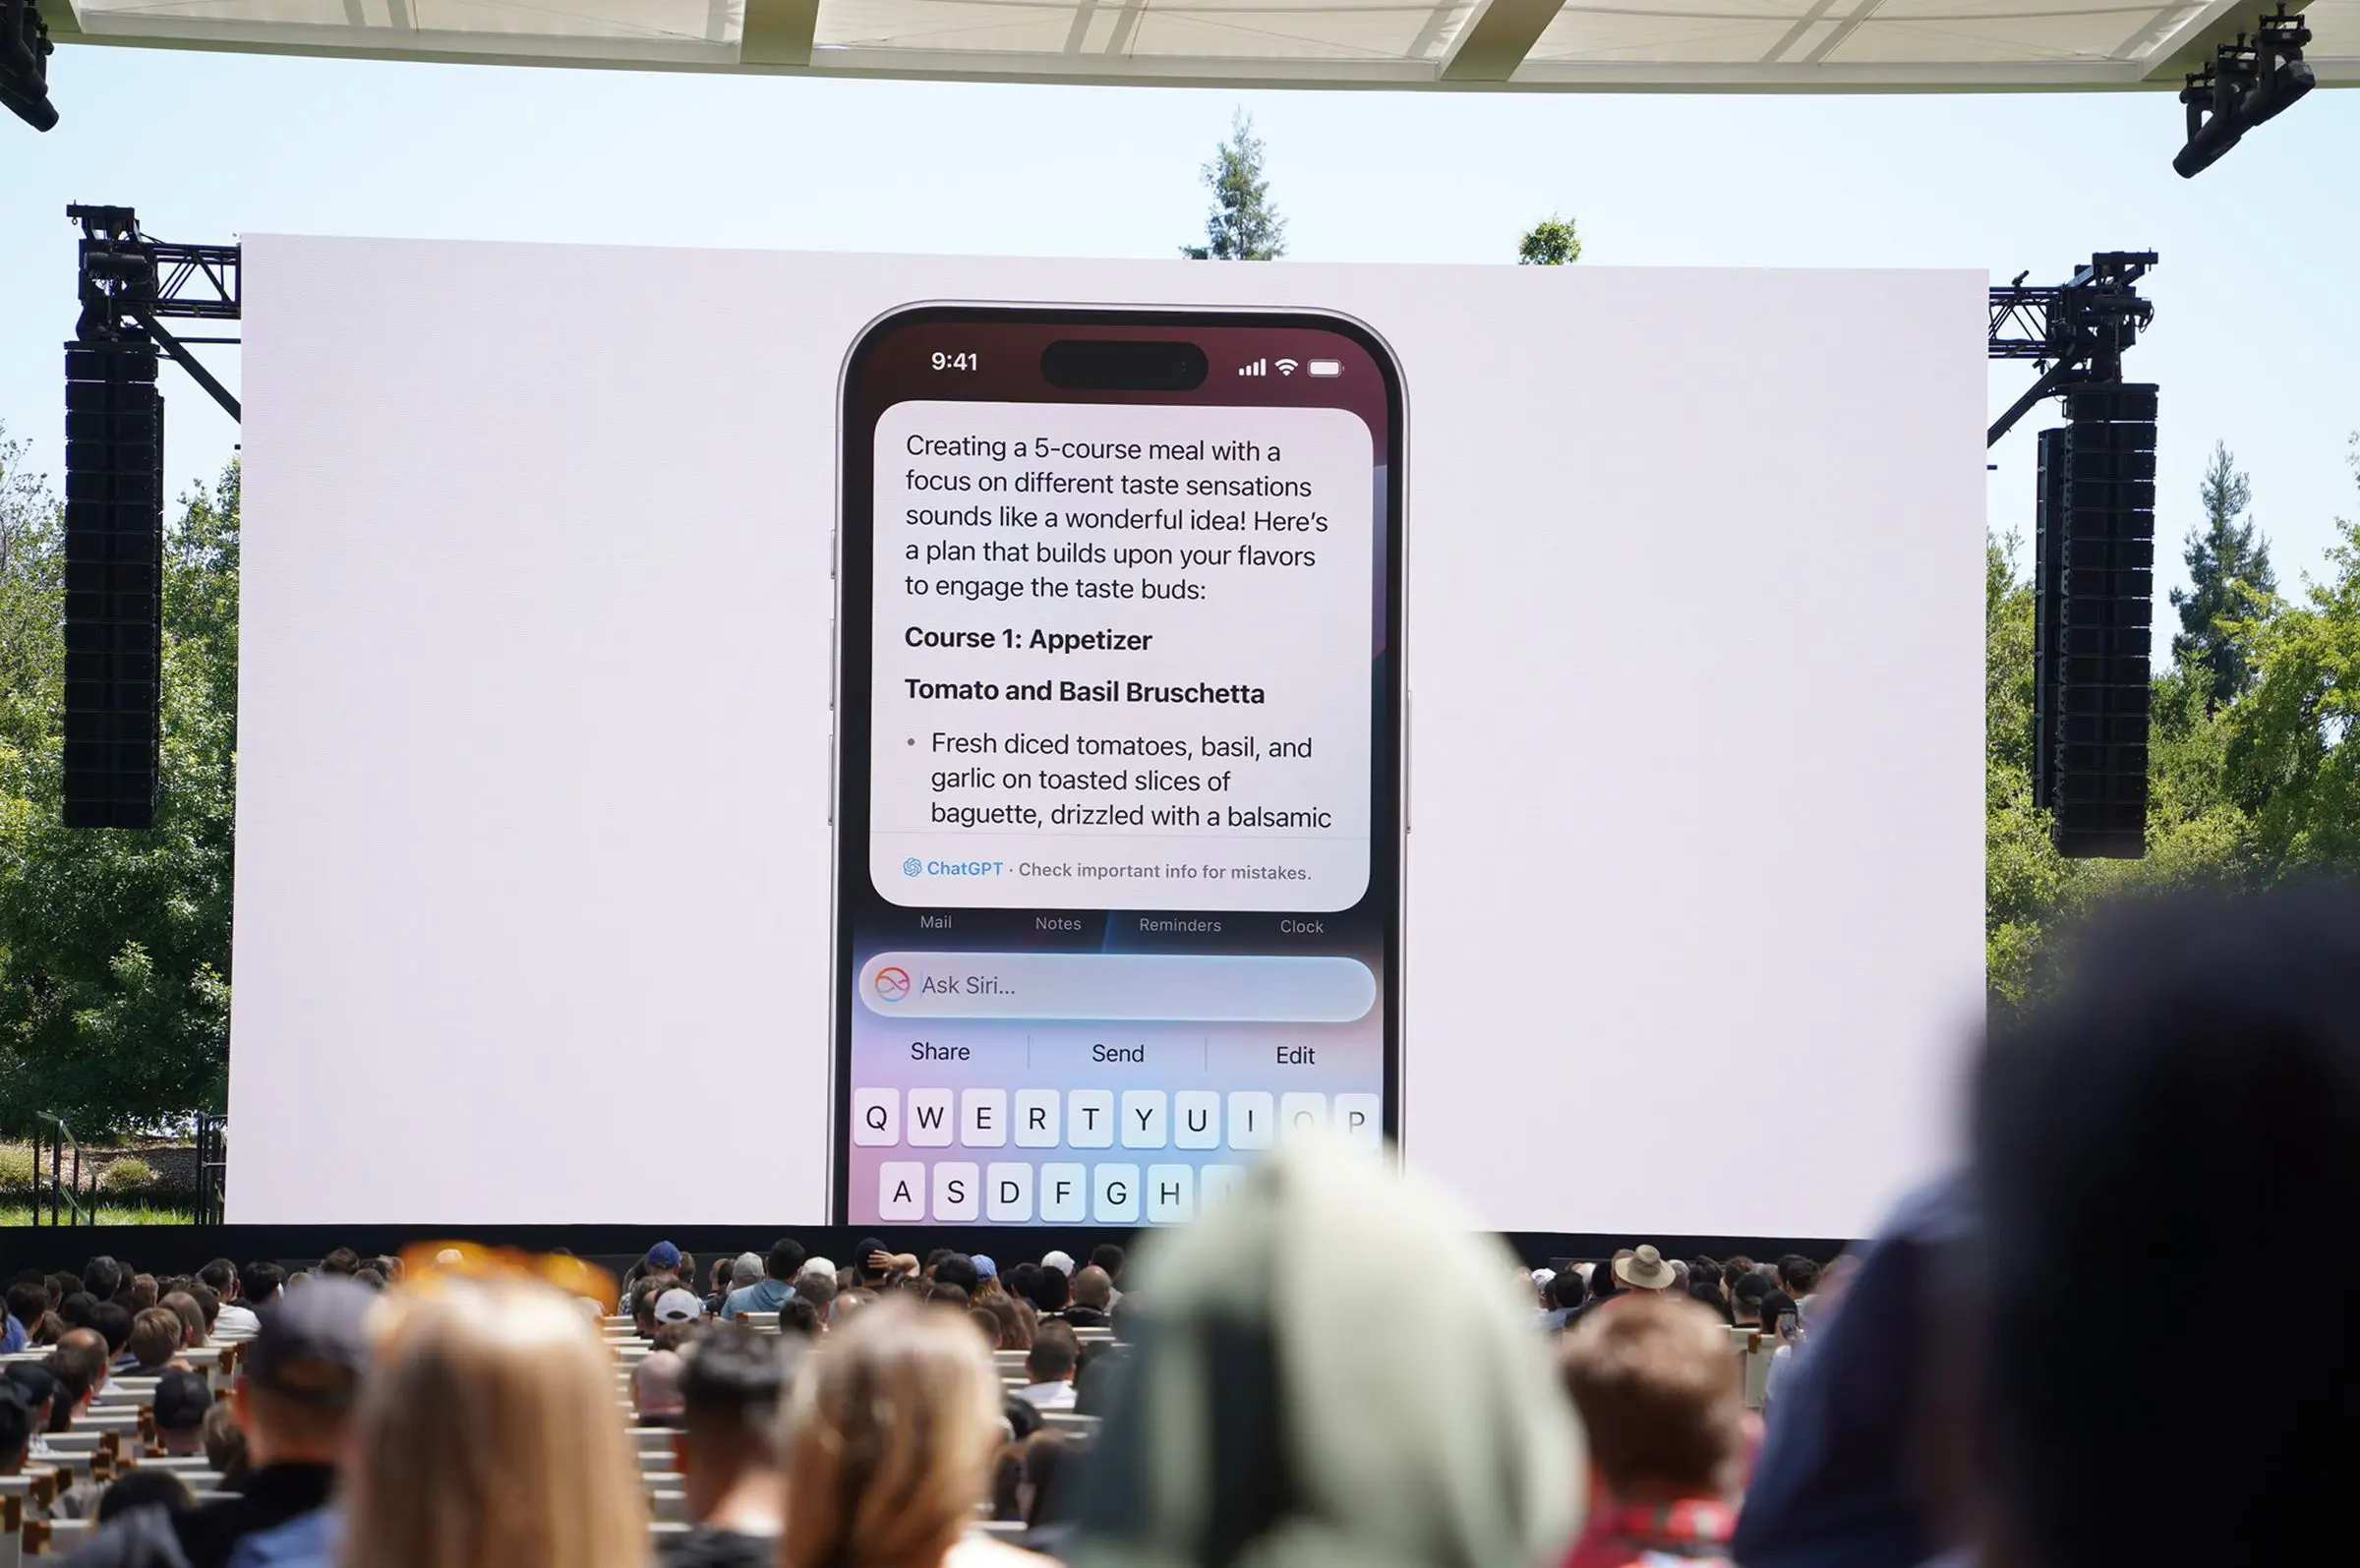 9:41
Creating a 5-course meal with a
focus on different taste sensations
sounds like a wonderful idea! Here’s
a plan that builds upon your flavors
to engage the taste buds:
Course 1: Appetizer
Tomato and Basil Bruschetta
• Fresh diced tomatoes, basil, and
garlic on toasted slices of
baguette, drizzled with a balsamic
ChatGPT · Check important info for mistakes.
Mail Notes Reminders Clock
Ask Siri...
Share Send Edit
Q W E R T Y U I O P
A S D F G H